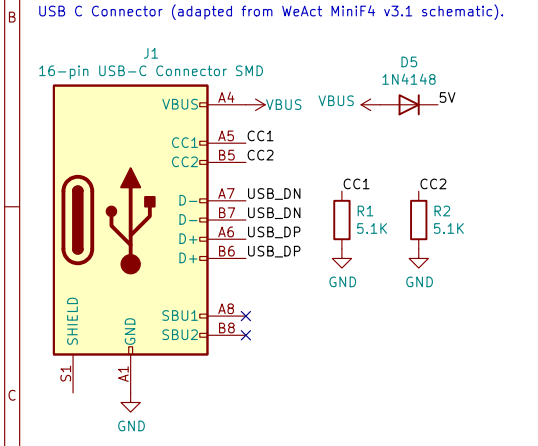 B
USB C Connector (adapted from WeAct MiniF4 v3.1 schematic).
J1
16-pin USB-C Connector SMD
D5
1N4148
VBUS
A4
VBUS
VBUS
5V
CC1
A5
CC1
CC2
B5
CC2
D-
A7
USB_DN
D-
B7
USB_DN
D+
A6
USB_DP
D+
B6
USB_DP
CC1
R1
5.1K
GND
CC2
R2
5.1K
GND
SBU1
A8
SBU2
B8
SHIELD
GND
S1
A1
GND
C